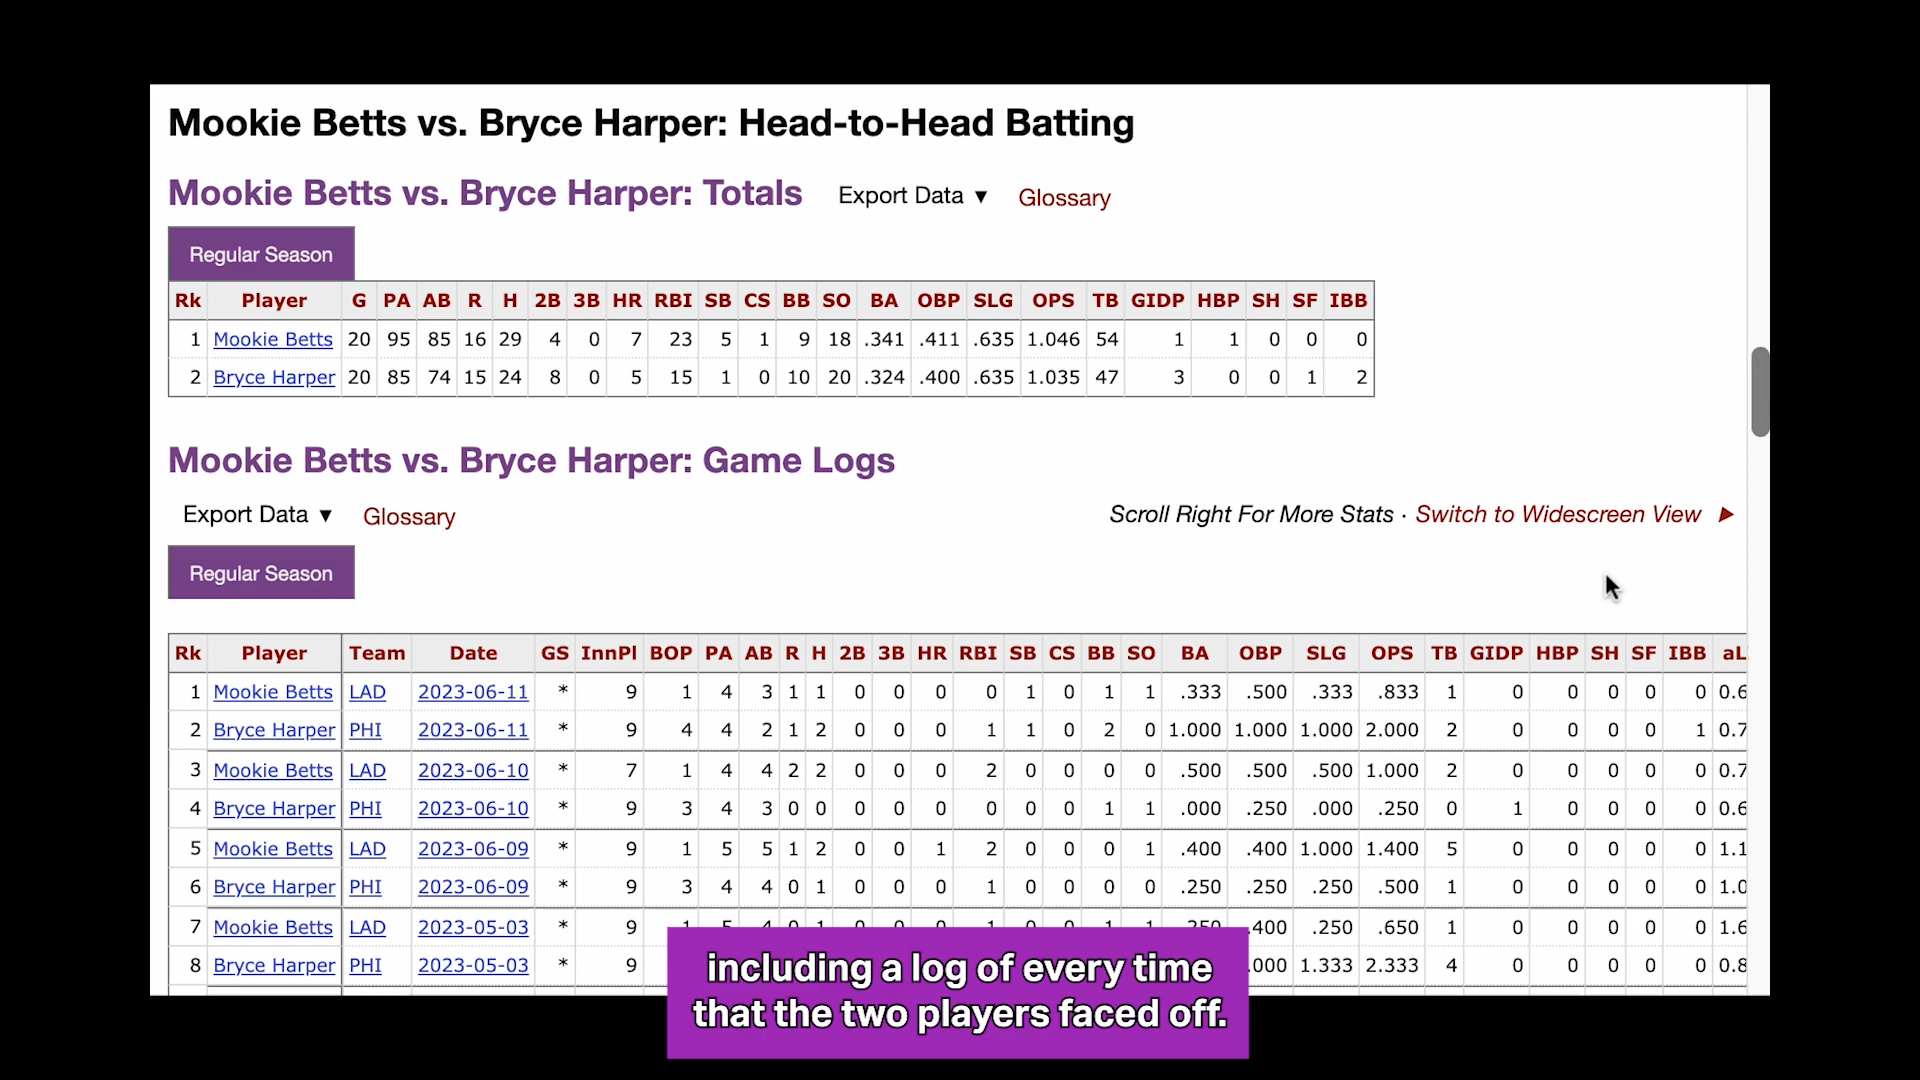 Mookie Betts vs. Bryce Harper: Head-to-Head Batting
Mookie Betts vs. Bryce Harper: Totals Export Data ▼ Glossary
Regular Season
Rk Player G PA AB R H 2B 3B HR RBI SB CS BB SO BA OBP SLG OPS TB GIDP HBP SH SF IBB
1 Mookie Betts 20 95 85 16 29 4 0 7 23 5 1 9 18 .341 .411 .635 1.046 54 1 1 0 0 0
2 Bryce Harper 20 85 74 15 24 8 0 5 15 1 0 10 20 .324 .400 .635 1.035 47 3 0 0 1 2
Mookie Betts vs. Bryce Harper: Game Logs
Export Data ▼ Glossary Scroll Right For More Stats · Switch to Widescreen View ▶
Regular Season
Rk Player Team Date GS InnPl BOP PA AB R H 2B 3B HR RBI SB CS BB SO BA OBP SLG OPS TB GIDP HBP SH SF IBB aL
1 Mookie Betts LAD 2023-06-11 * 9 1 4 3 1 1 0 0 0 0 1 0 1 1 .333 .500 .333 .833 1 0 0 0 0 0 0.6
2 Bryce Harper PHI 2023-06-11 * 9 4 4 2 1 2 0 0 0 1 1 0 2 0 1.000 1.000 1.000 2.000 2 0 0 0 0 1 0.7
3 Mookie Betts LAD 2023-06-10 * 7 1 4 4 2 2 0 0 0 2 0 0 0 0 .500 .500 .500 1.000 2 0 0 0 0 0 0.7
4 Bryce Harper PHI 2023-06-10 * 9 3 4 3 0 0 0 0 0 0 0 0 1 1 .000 .250 .000 .250 0 1 0 0 0 0 0.6
5 Mookie Betts LAD 2023-06-09 * 9 1 5 5 1 2 0 0 1 2 0 0 0 1 .400 .400 1.000 1.400 5 0 0 0 0 0 1.1
6 Bryce Harper PHI 2023-06-09 * 9 3 4 4 0 1 0 0 0 1 0 0 0 0 .250 .250 .250 .500 1 0 0 0 0 0 1.0
7 Mookie Betts LAD 2023-05-03 * 9 .400 .250 .650 1 0 0 0 0 0 1.6
8 Bryce Harper PHI 2023-05-03 * 9 1.333 2.333 4 0 0 0 0 0 0.8
including a log of every time
that the two players faced off.